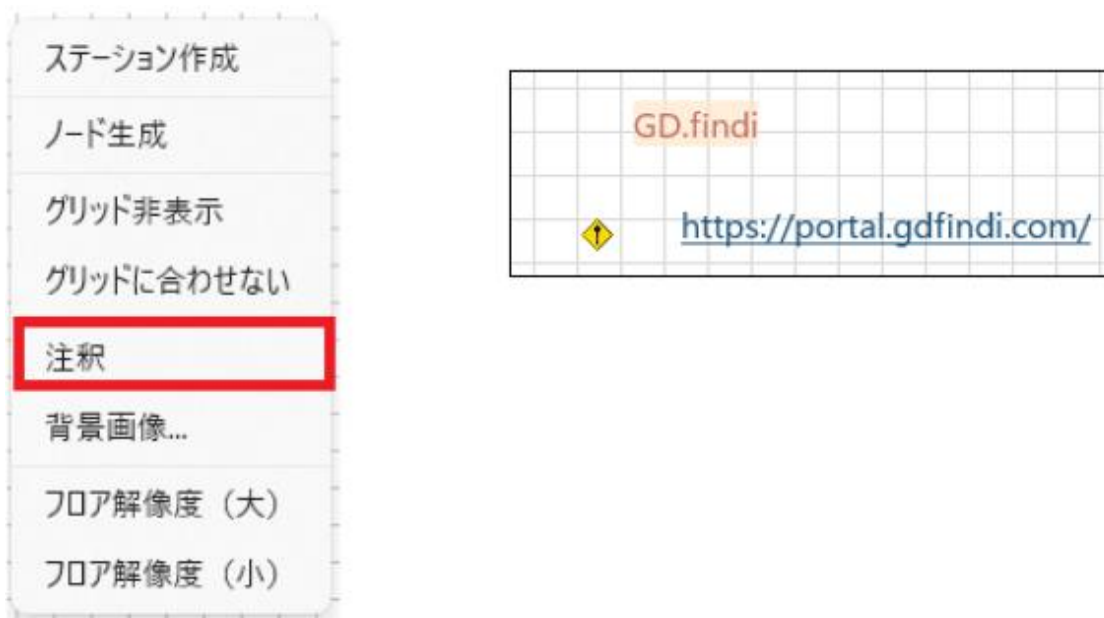 ステーション作成
ノード生成
グリッド非表示
グリッドに合わせない
注釈
背景画像...
フロア解像度（大）
フロア解像度（小）
GD.findi
https://portal.gdfindi.com/